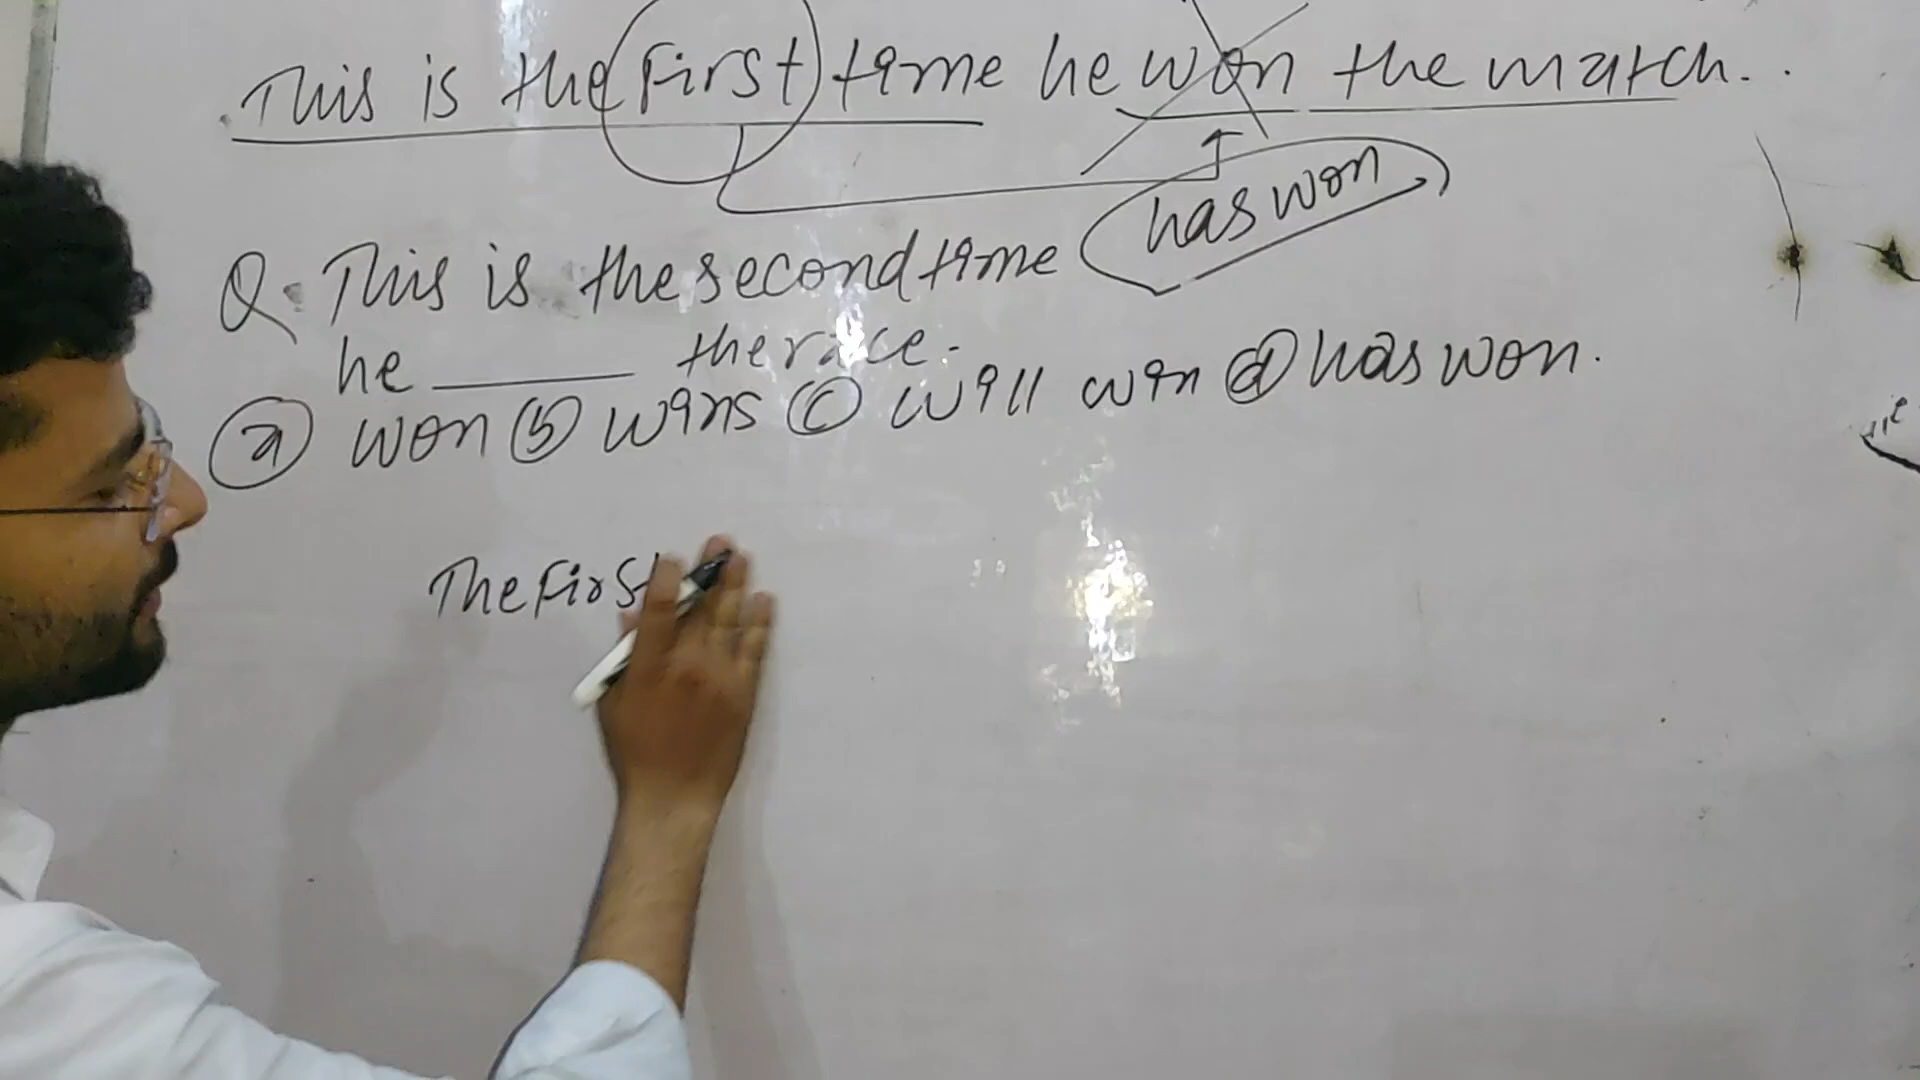 This is the First time he won the match.
has won
Q. This is the second time
he ______ the race.
(a) won (b) wins (c) will win (d) has won.
The First